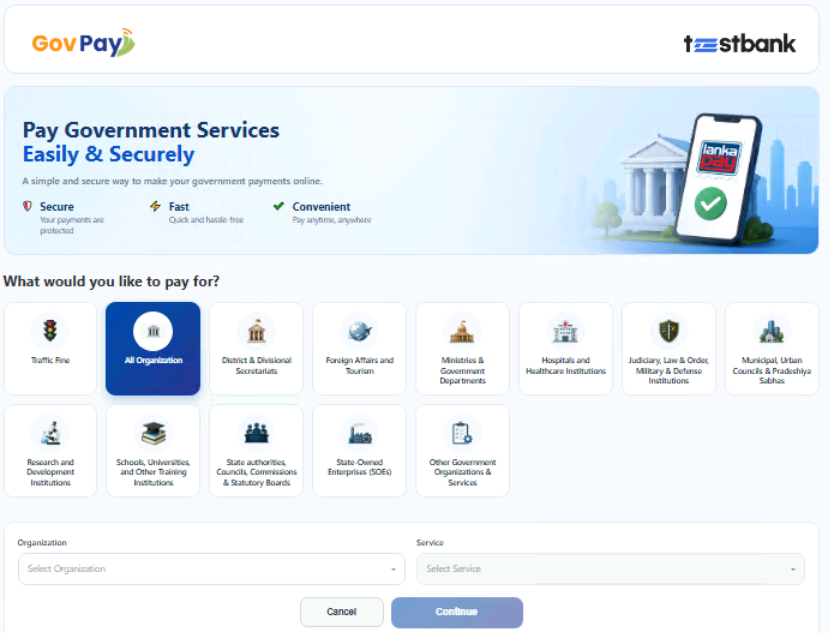 Gov Pay
testbank
Pay Government Services
Easily & Securely
A simple and secure way to make your government payments online.
Secure
Your payments are
protected
Fast
Quick and hassle-free
Convenient
Pay anytime, anywhere
lanka
pay
What would you like to pay for?
Traffic Fine
All Organization
District & Divisional
Secretariats
Foreign Affairs and
Tourism
Ministries &
Government
Departments
Hospitals and
Healthcare Institutions
Judiciary, Law & Order,
Military & Defense
Institutions
Municipal, Urban
Councils & Pradeshiya
Sabhas
Research and
Development
Institutions
Schools, Universities,
and Other Training
Institutions
State authorities,
Councils, Commissions
& Statutory Boards
State-Owned
Enterprises (SOEs)
Other Government
Organizations &
Services
Organization
Select Organization
Service
Select Service
Cancel
Continue